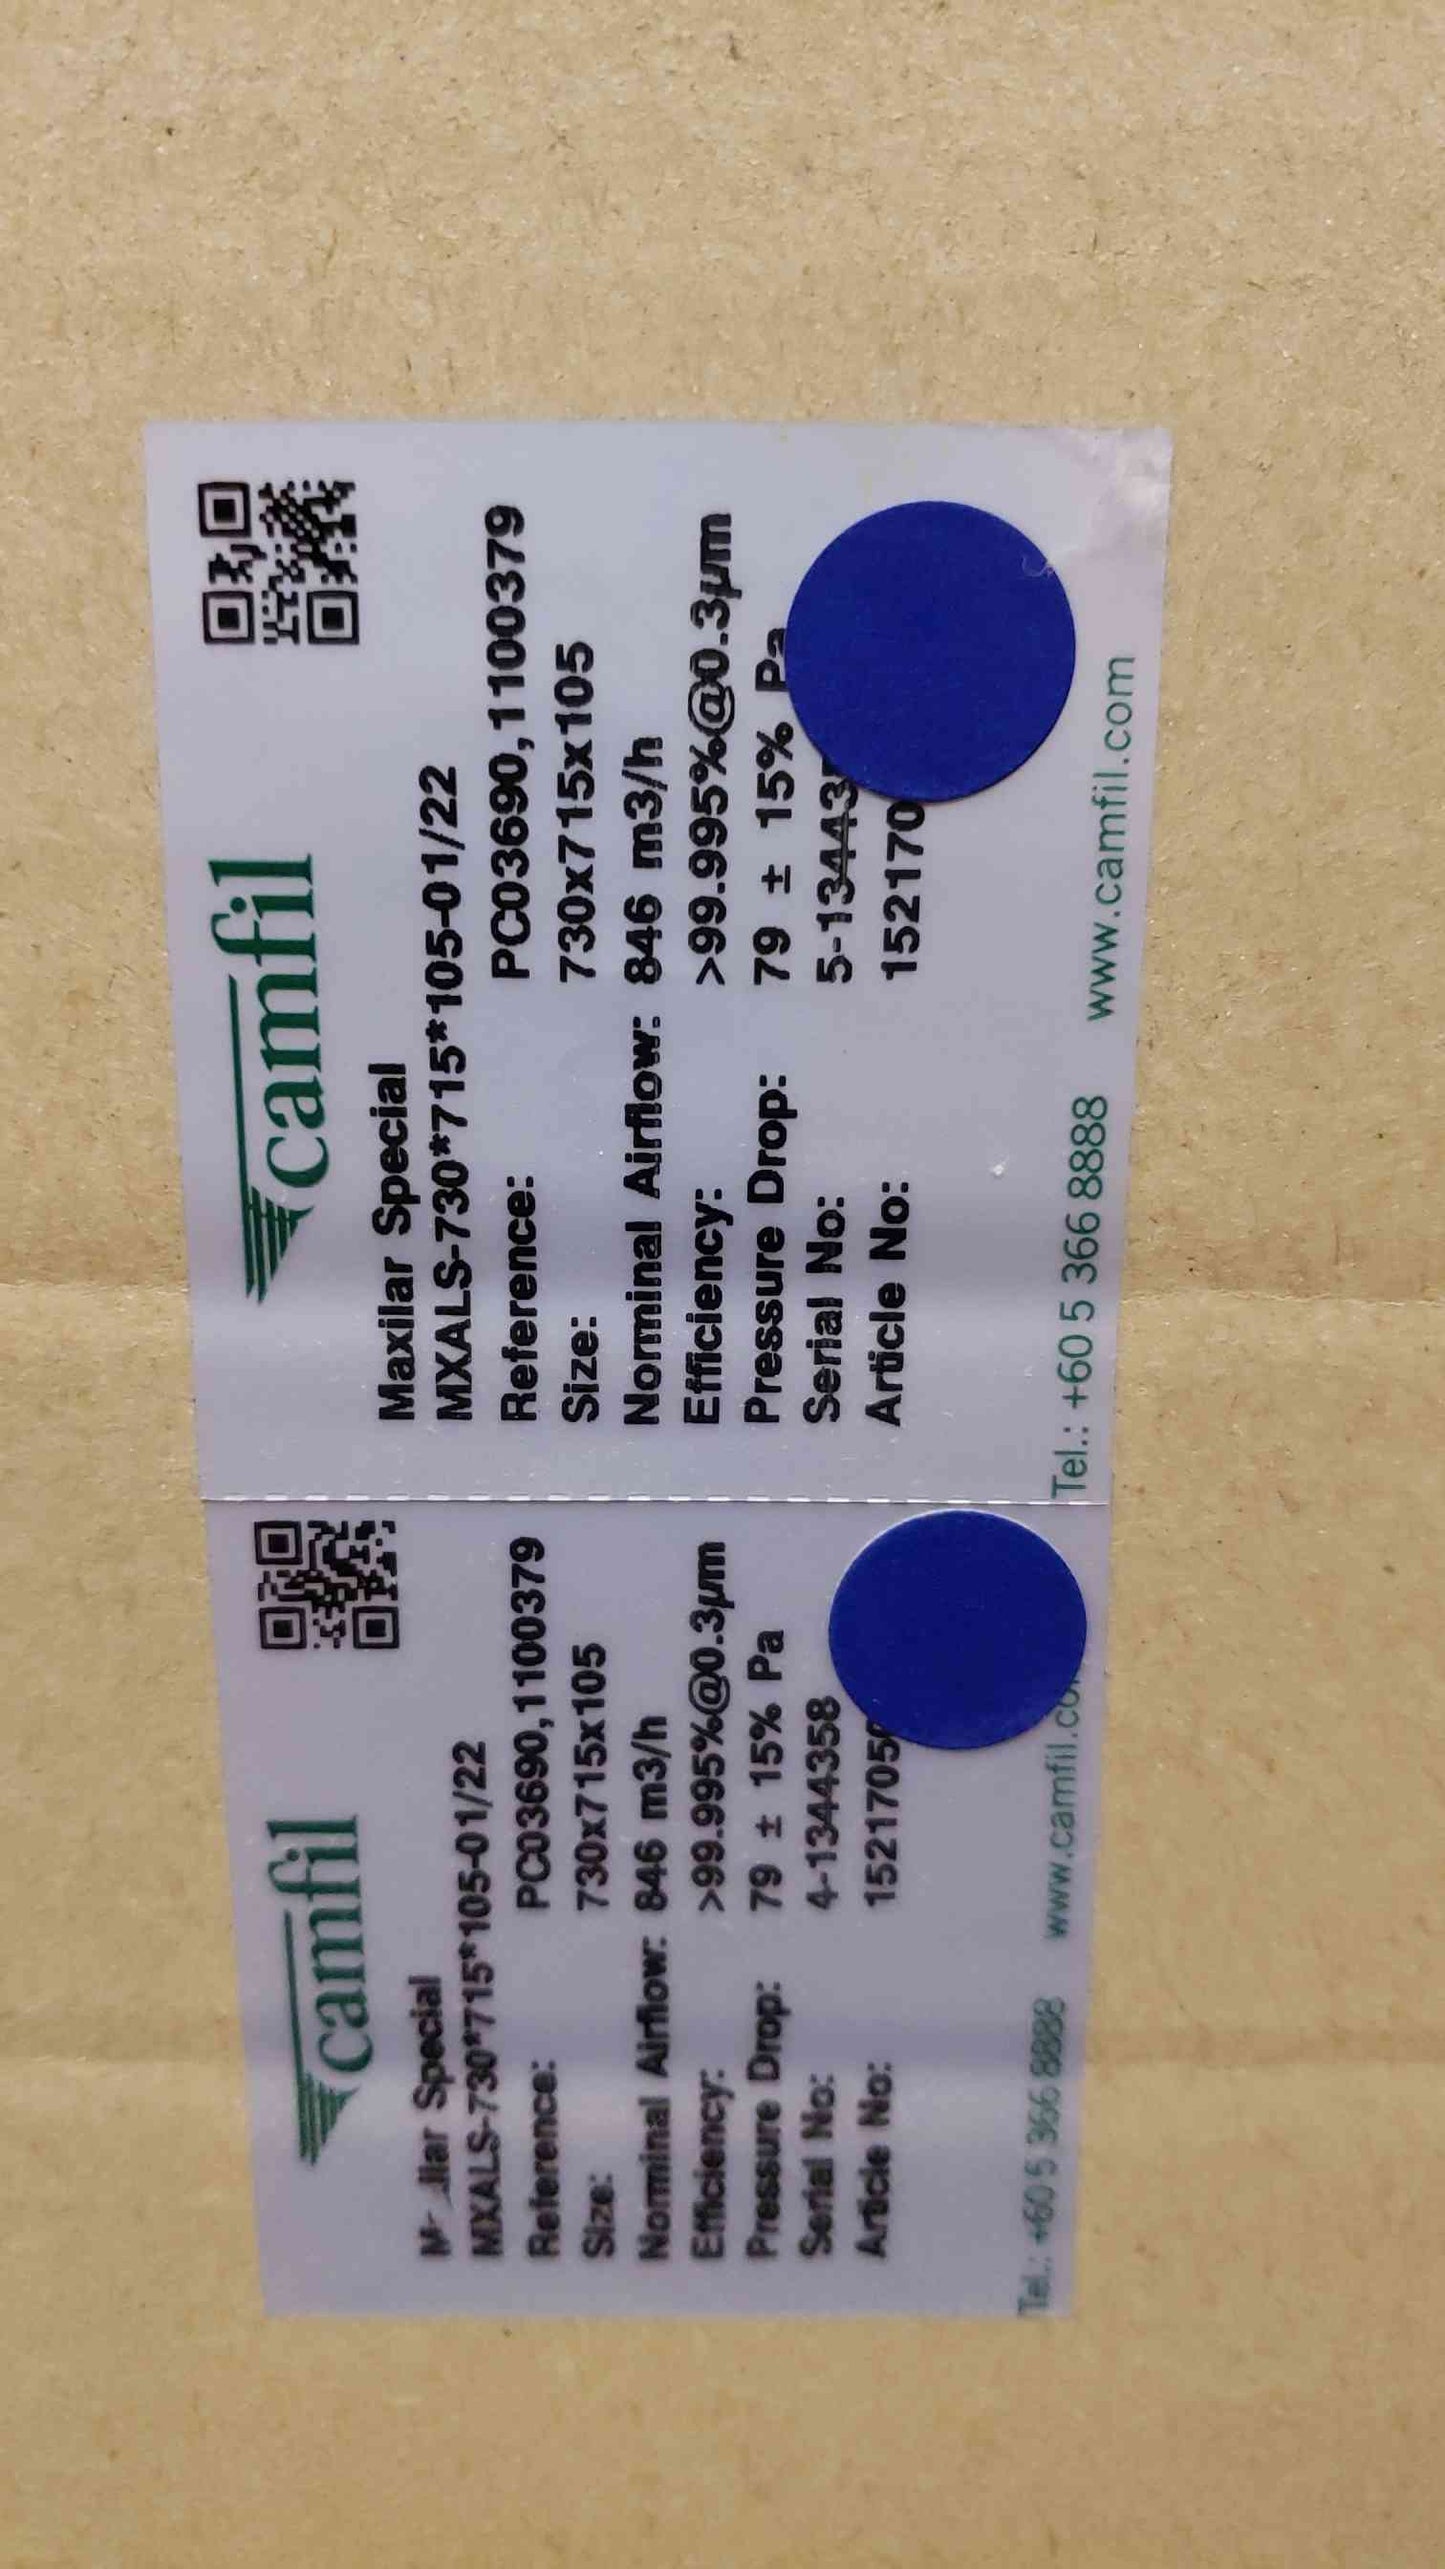 camfil
Maxilar Special
MXALS-730*715*105-01/22
Reference: PC03690,1100379
Size: 730x715x105
Nominal Airflow: 846 m3/h
Efficiency: >99.995%@0.3µm
Pressure Drop: 79 ± 15% Pa
Serial No: 4-1344358
Article No:
Tel.: +60 5 366 8888
camfil
Maxilar Special
MXALS-730*715*105-01/22
Reference: PC03690,1100379
Size: 730x715x105
Nominal Airflow: 846 m3/h
Efficiency: >99.995%@0.3µm
Pressure Drop: 79 ± 15% Pa
Serial No:
Article No:
Tel.: +60 5 366 8888 www.camfil.com